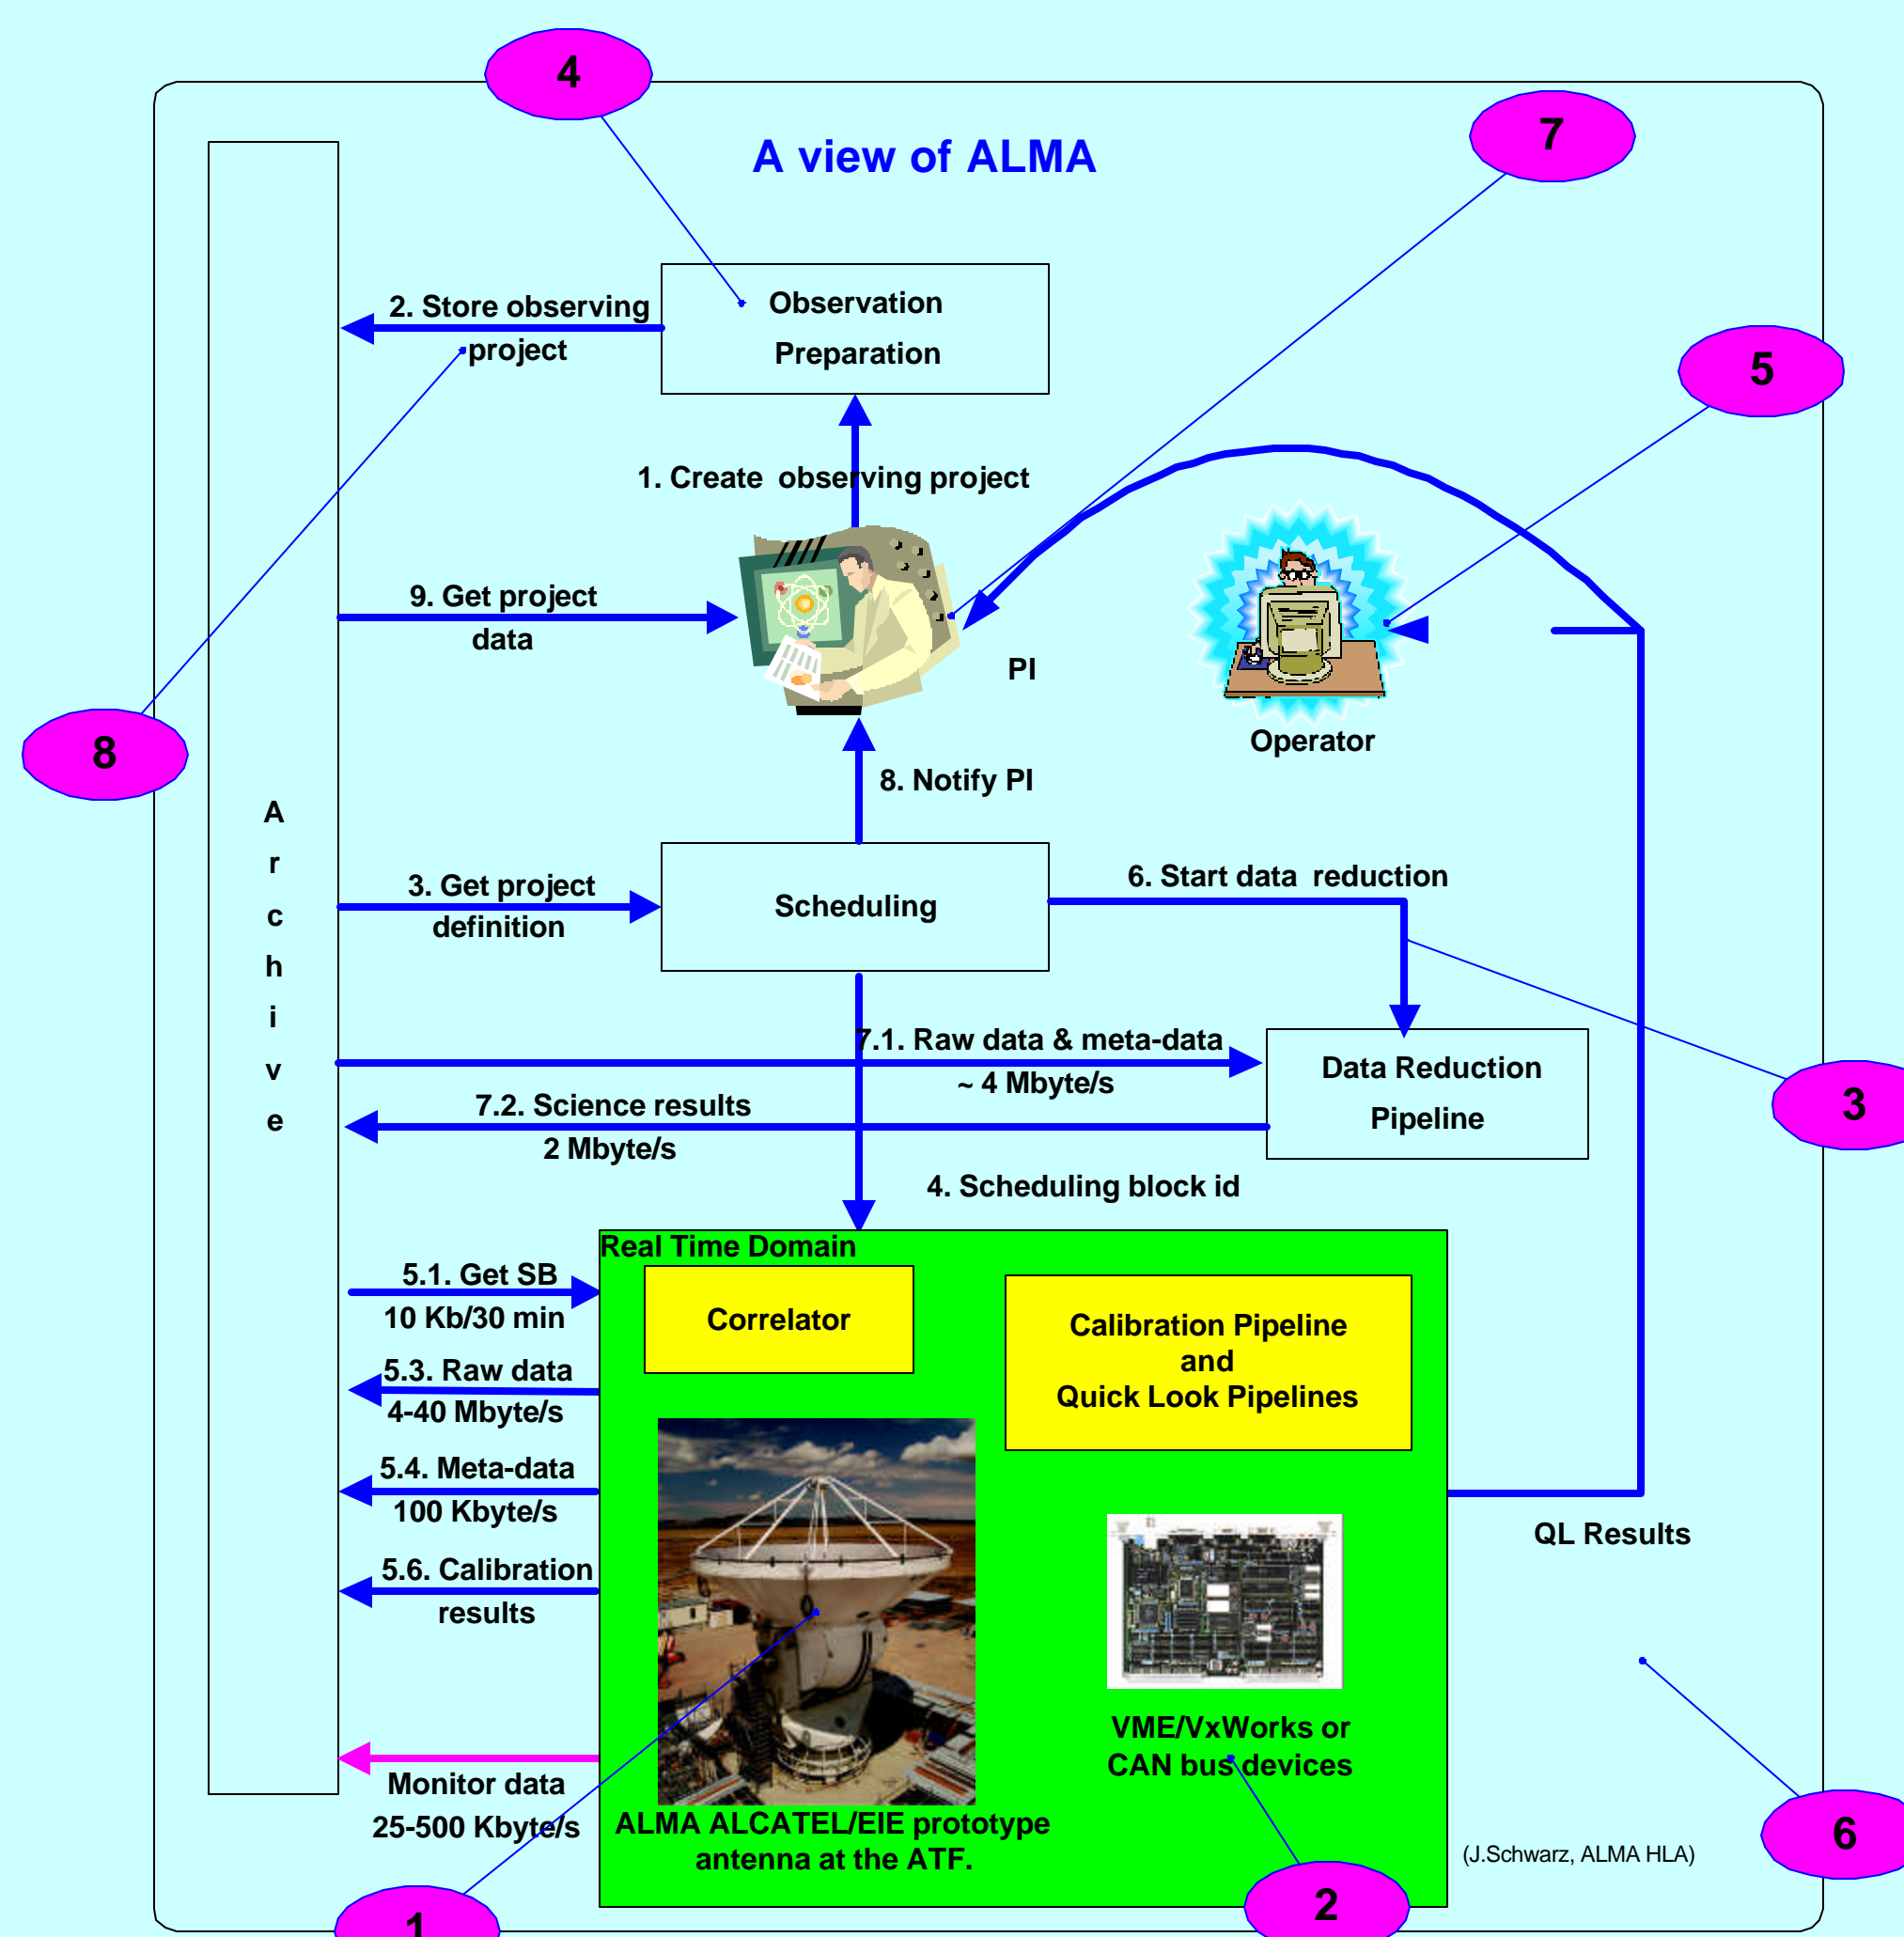 4
7
A view of ALMA
Observation
Preparation
2. Store observing
project
5
1. Create  observing project
9. Get project
data
PI
Operator
8
8. Notify PI
A
r
c
h
i
v
e
3. Get project
definition
Scheduling
6. Start data  reduction
7.1. Raw data & meta-data
~ 4 Mbyte/s
Data Reduction
Pipeline
3
7.2. Science results
2 Mbyte/s
4. Scheduling block id
Real Time Domain
5.1. Get SB
10 Kb/30 min
Correlator
Calibration Pipeline
and
Quick Look Pipelines
5.3. Raw data
4-40 Mbyte/s
5.4. Meta-data
100 Kbyte/s
QL Results
5.6. Calibration
results
VME/VxWorks or
CAN bus devices
Monitor data
25-500 Kbyte/s
ALMA ALCATEL/EIE prototype
antenna at the ATF.
(J.Schwarz, ALMA HLA)
6
2
1